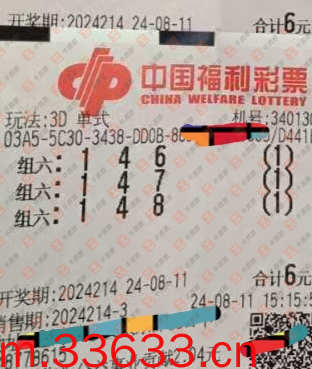 开奖期:2024214 24-08-11 合计6元
中国福利彩票
CHINA WELFARE LOTTERY
玩法:3D 单式 机号:340130
03A5-5C30-3438-DD0B-86 /D441E
组六: 1 4 6 (1)
组六: 1 4 7 (1)
组六: 1 4 8 (1)
合计6元
开奖期:2024214 24-08-11
销售期:2024214-3 24-08-11 15:15:5
m.33633.cn